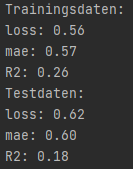 Trainingsdaten:
loss: 0.56
mae: 0.57
R2: 0.26
Testdaten:
loss: 0.62
mae: 0.60
R2: 0.18